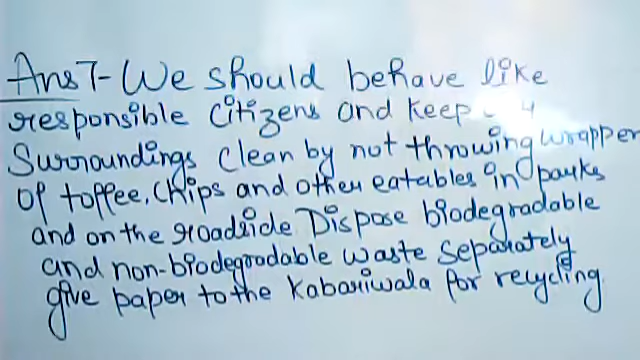 Ans 7- We should behave like
responsible citizens and keep
Surroundings clean by not throwing wrapper
of toffee, chips and other eatables in parks
and on the roadside Dispose biodegradable
and non-biodegradable waste separately
give paper to the Kabariwala for recycling.